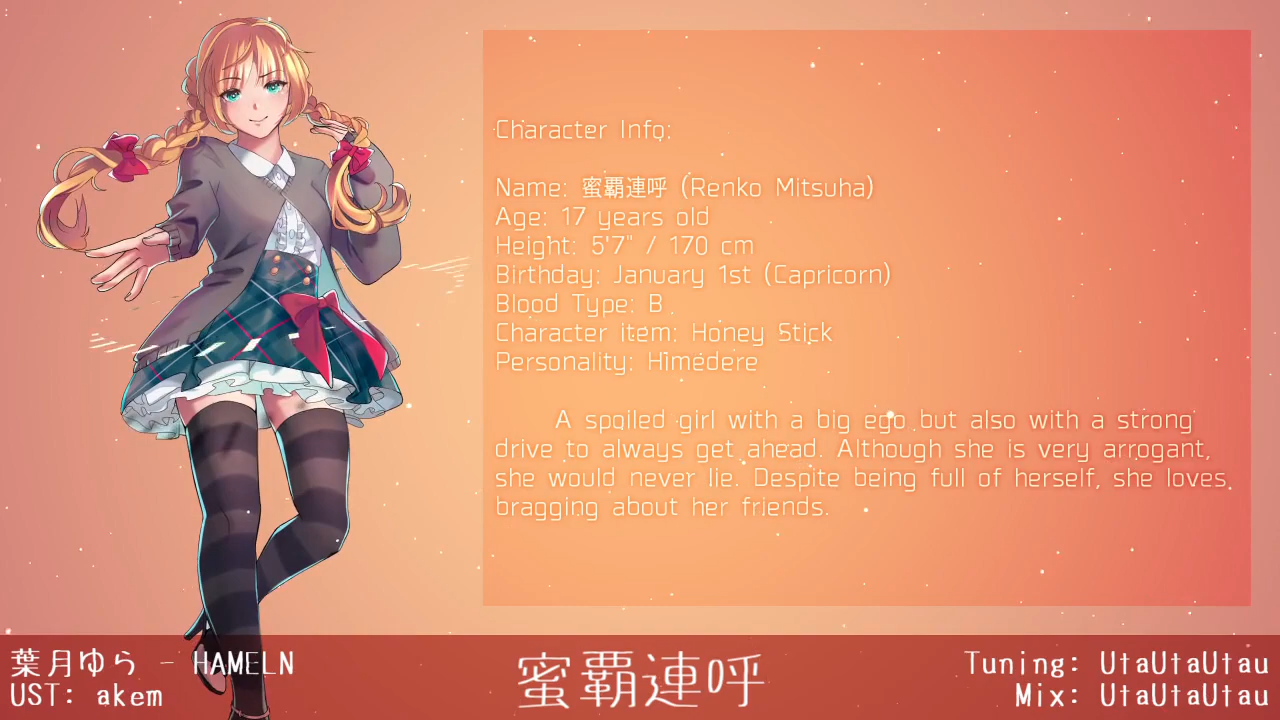 Character Info:
Name: 蜜覇連呼 (Renko Mitsuha)
Age: 17 years old
Height: 5'7" / 170 cm
Birthday: January 1st (Capricorn)
Blood Type: B
Character item: Honey Stick
Personality: Himedere
A spoiled girl with a big ego but also with a strong
drive to always get ahead. Although she is very arrogant,
she would never lie. Despite being full of herself, she loves
bragging about her friends.
葉月ゆら - HAMELN
UST: akem
蜜覇連呼
Tuning: UtaUtaUtau
Mix: UtaUtaUtau